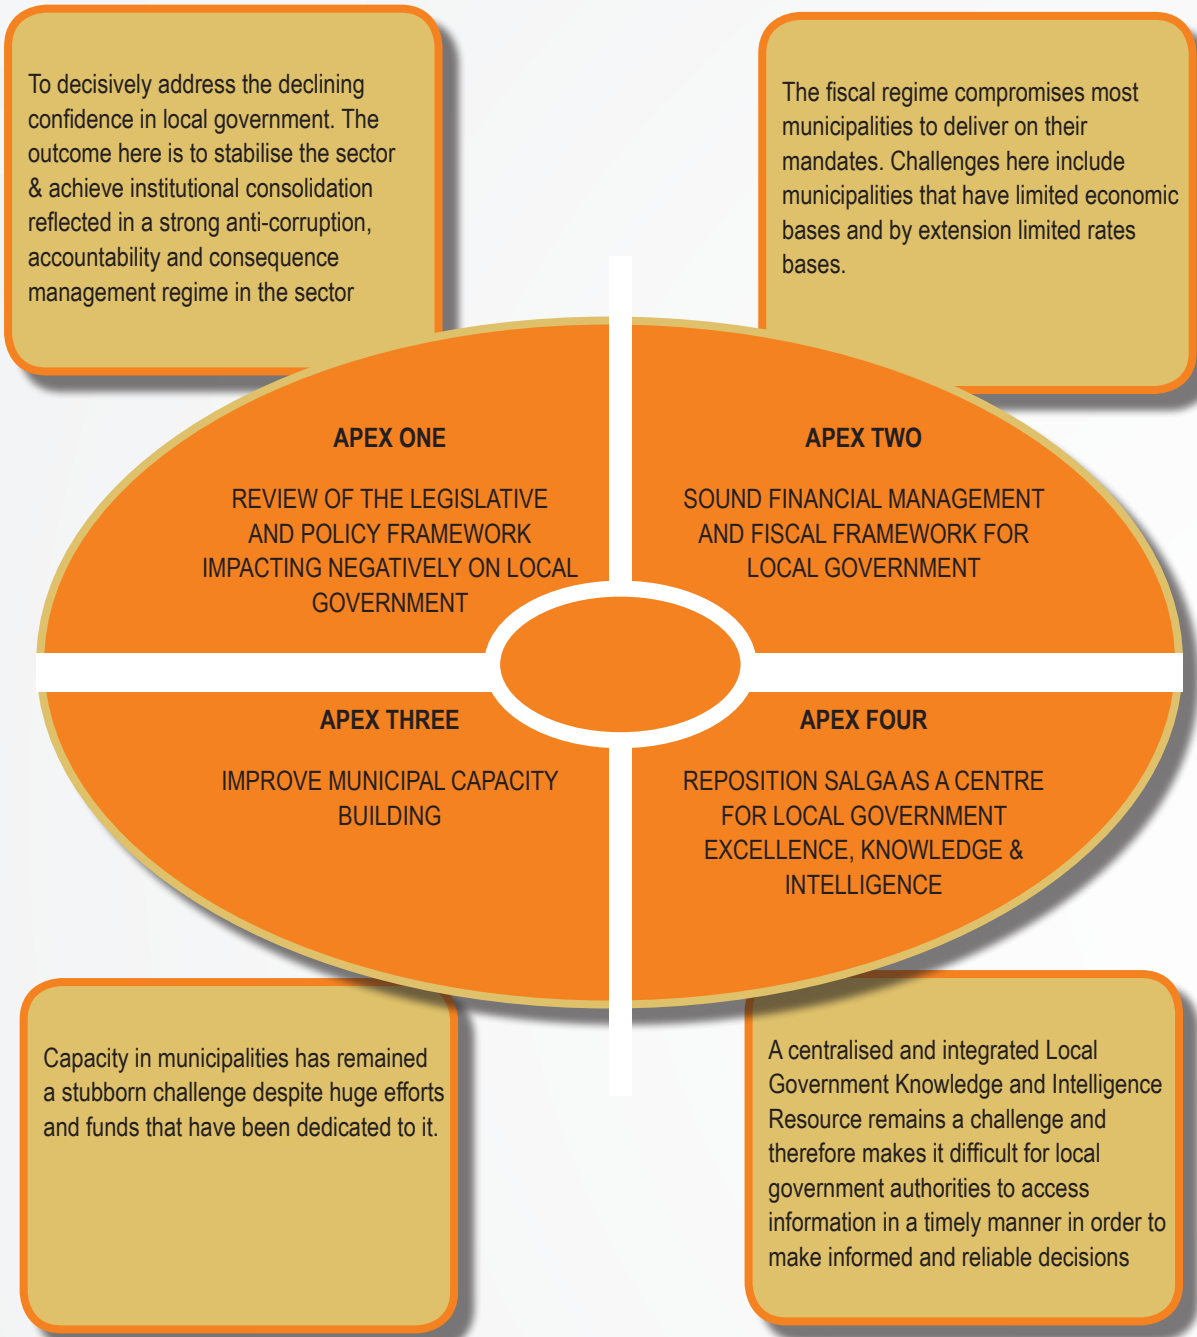 To decisively address the declining
confidence in local government. The
outcome here is to stabilise the sector
& achieve institutional consolidation
reflected in a strong anti-corruption,
accountability and consequence
management regime in the sector
The fiscal regime compromises most
municipalities to deliver on their
mandates. Challenges here include
municipalities that have limited economic
bases and by extension limited rates
bases.
APEX ONE
REVIEW OF THE LEGISLATIVE
AND POLICY FRAMEWORK
IMPACTING NEGATIVELY ON LOCAL
GOVERNMENT
APEX TWO
SOUND FINANCIAL MANAGEMENT
AND FISCAL FRAMEWORK FOR
LOCAL GOVERNMENT
APEX THREE
IMPROVE MUNICIPAL CAPACITY
BUILDING
APEX FOUR
REPOSITION SALGA AS A CENTRE
FOR LOCAL GOVERNMENT
EXCELLENCE, KNOWLEDGE &
INTELLIGENCE
Capacity in municipalities has remained
a stubborn challenge despite huge efforts
and funds that have been dedicated to it.
A centralised and integrated Local
Government Knowledge and Intelligence
Resource remains a challenge and
therefore makes it difficult for local
government authorities to access
information in a timely manner in order to
make informed and reliable decisions